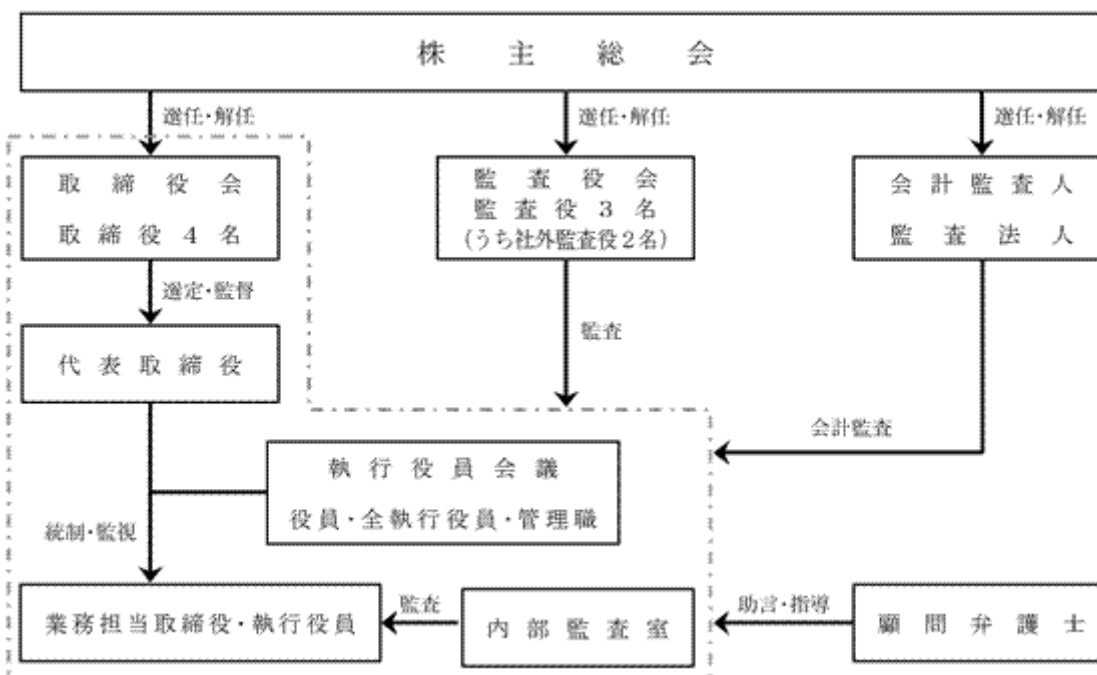 株主総会
選任・解任
選任・解任
選任・解任
取締役会
取締役4名
監査役会
監査役3名
(うち社外監査役2名)
会計監査人
監査法人
選定・監督
代表取締役
監査
会計監査
執行役員会議
役員・全執行役員・管理職
統制・監視
業務担当取締役・執行役員
監査
内部監査室
助言・指導
顧問弁護士